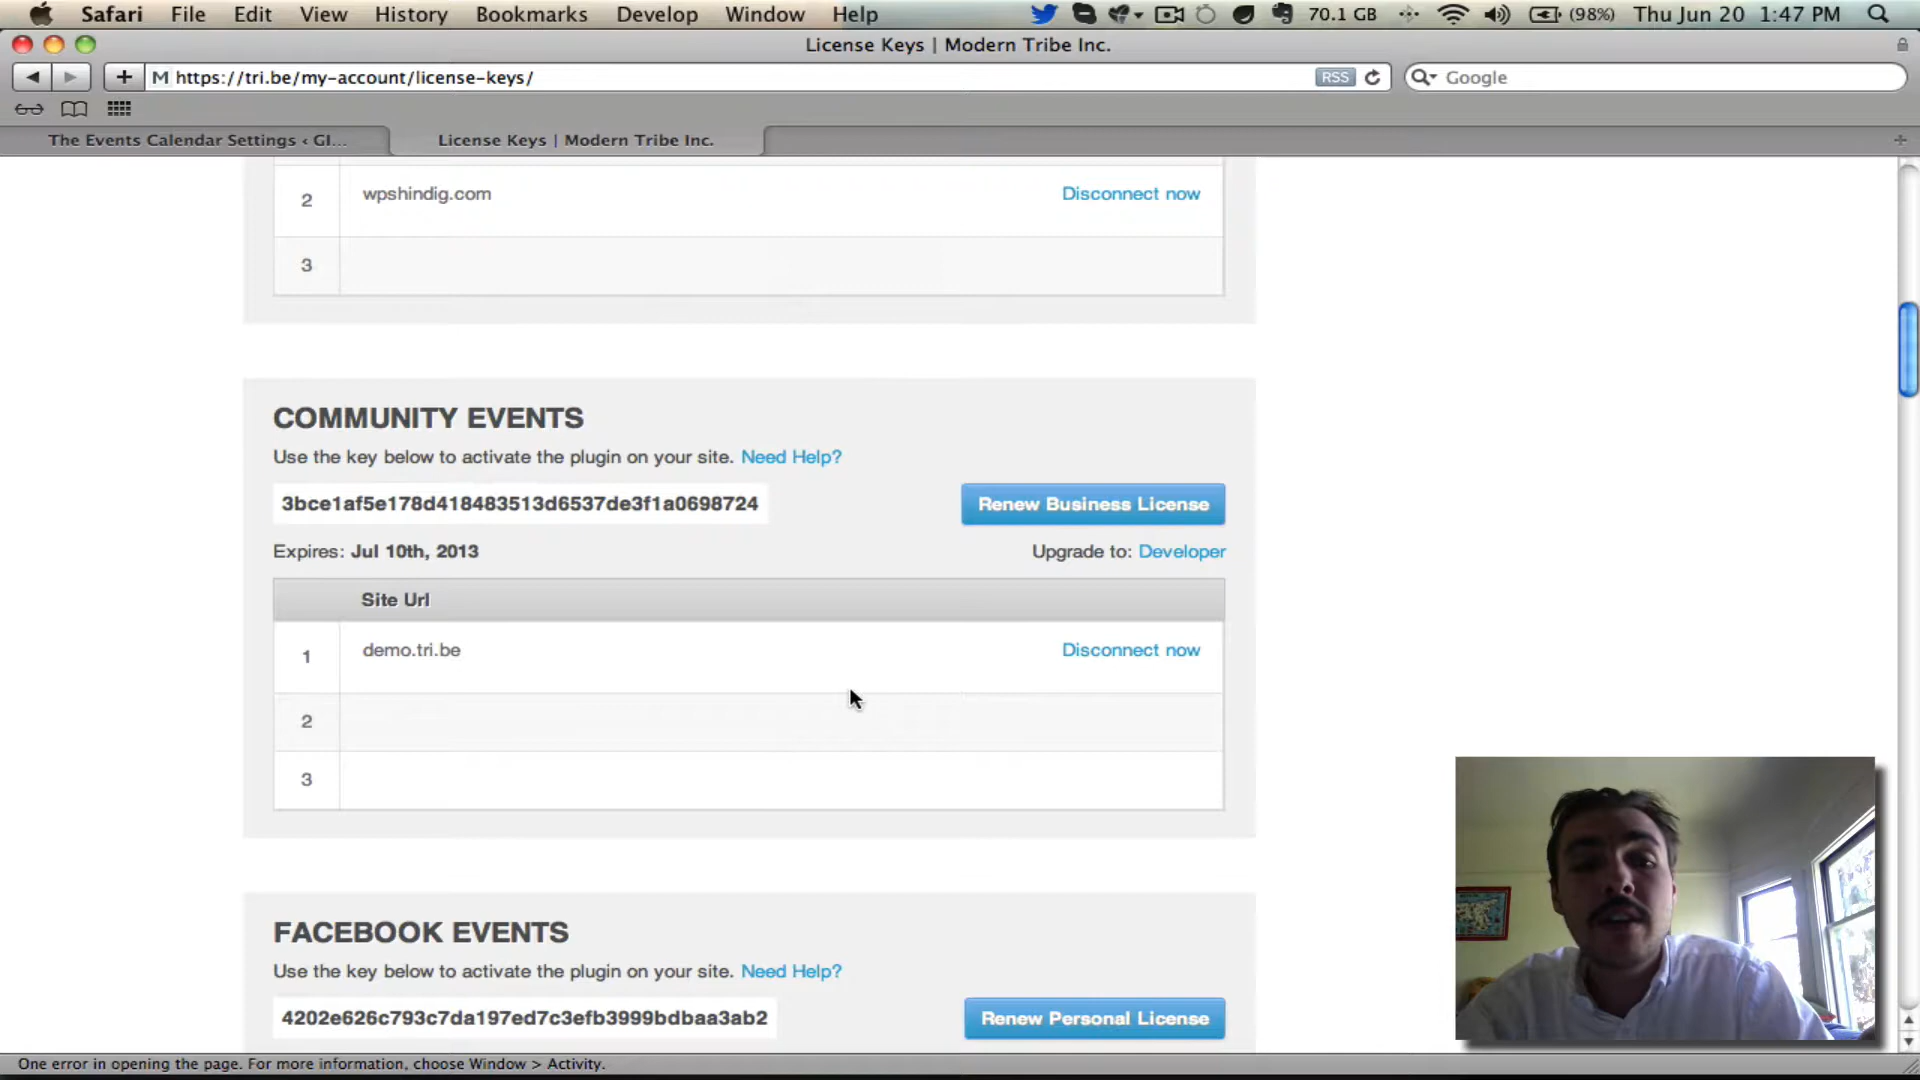 Safari File Edit View History Bookmarks Develop Window Help 70.1 GB (98%) Thu Jun 20 1:47 PM
License Keys | Modern Tribe Inc.
M https://tri.be/my-account/license-keys/ RSS Google
The Events Calendar Settings ‹ GI... License Keys | Modern Tribe Inc.
2 wpshindig.com Disconnect now
3
COMMUNITY EVENTS
Use the key below to activate the plugin on your site. Need Help?
3bce1af5e178d418483513d6537de3f1a0698724 Renew Business License
Expires: Jul 10th, 2013 Upgrade to: Developer
Site Url
1 demo.tri.be Disconnect now
2
3
FACEBOOK EVENTS
Use the key below to activate the plugin on your site. Need Help?
4202e626c793c7da197ed7c3efb3999bdbaa3ab2 Renew Personal License
One error in opening the page. For more information, choose Window > Activity.